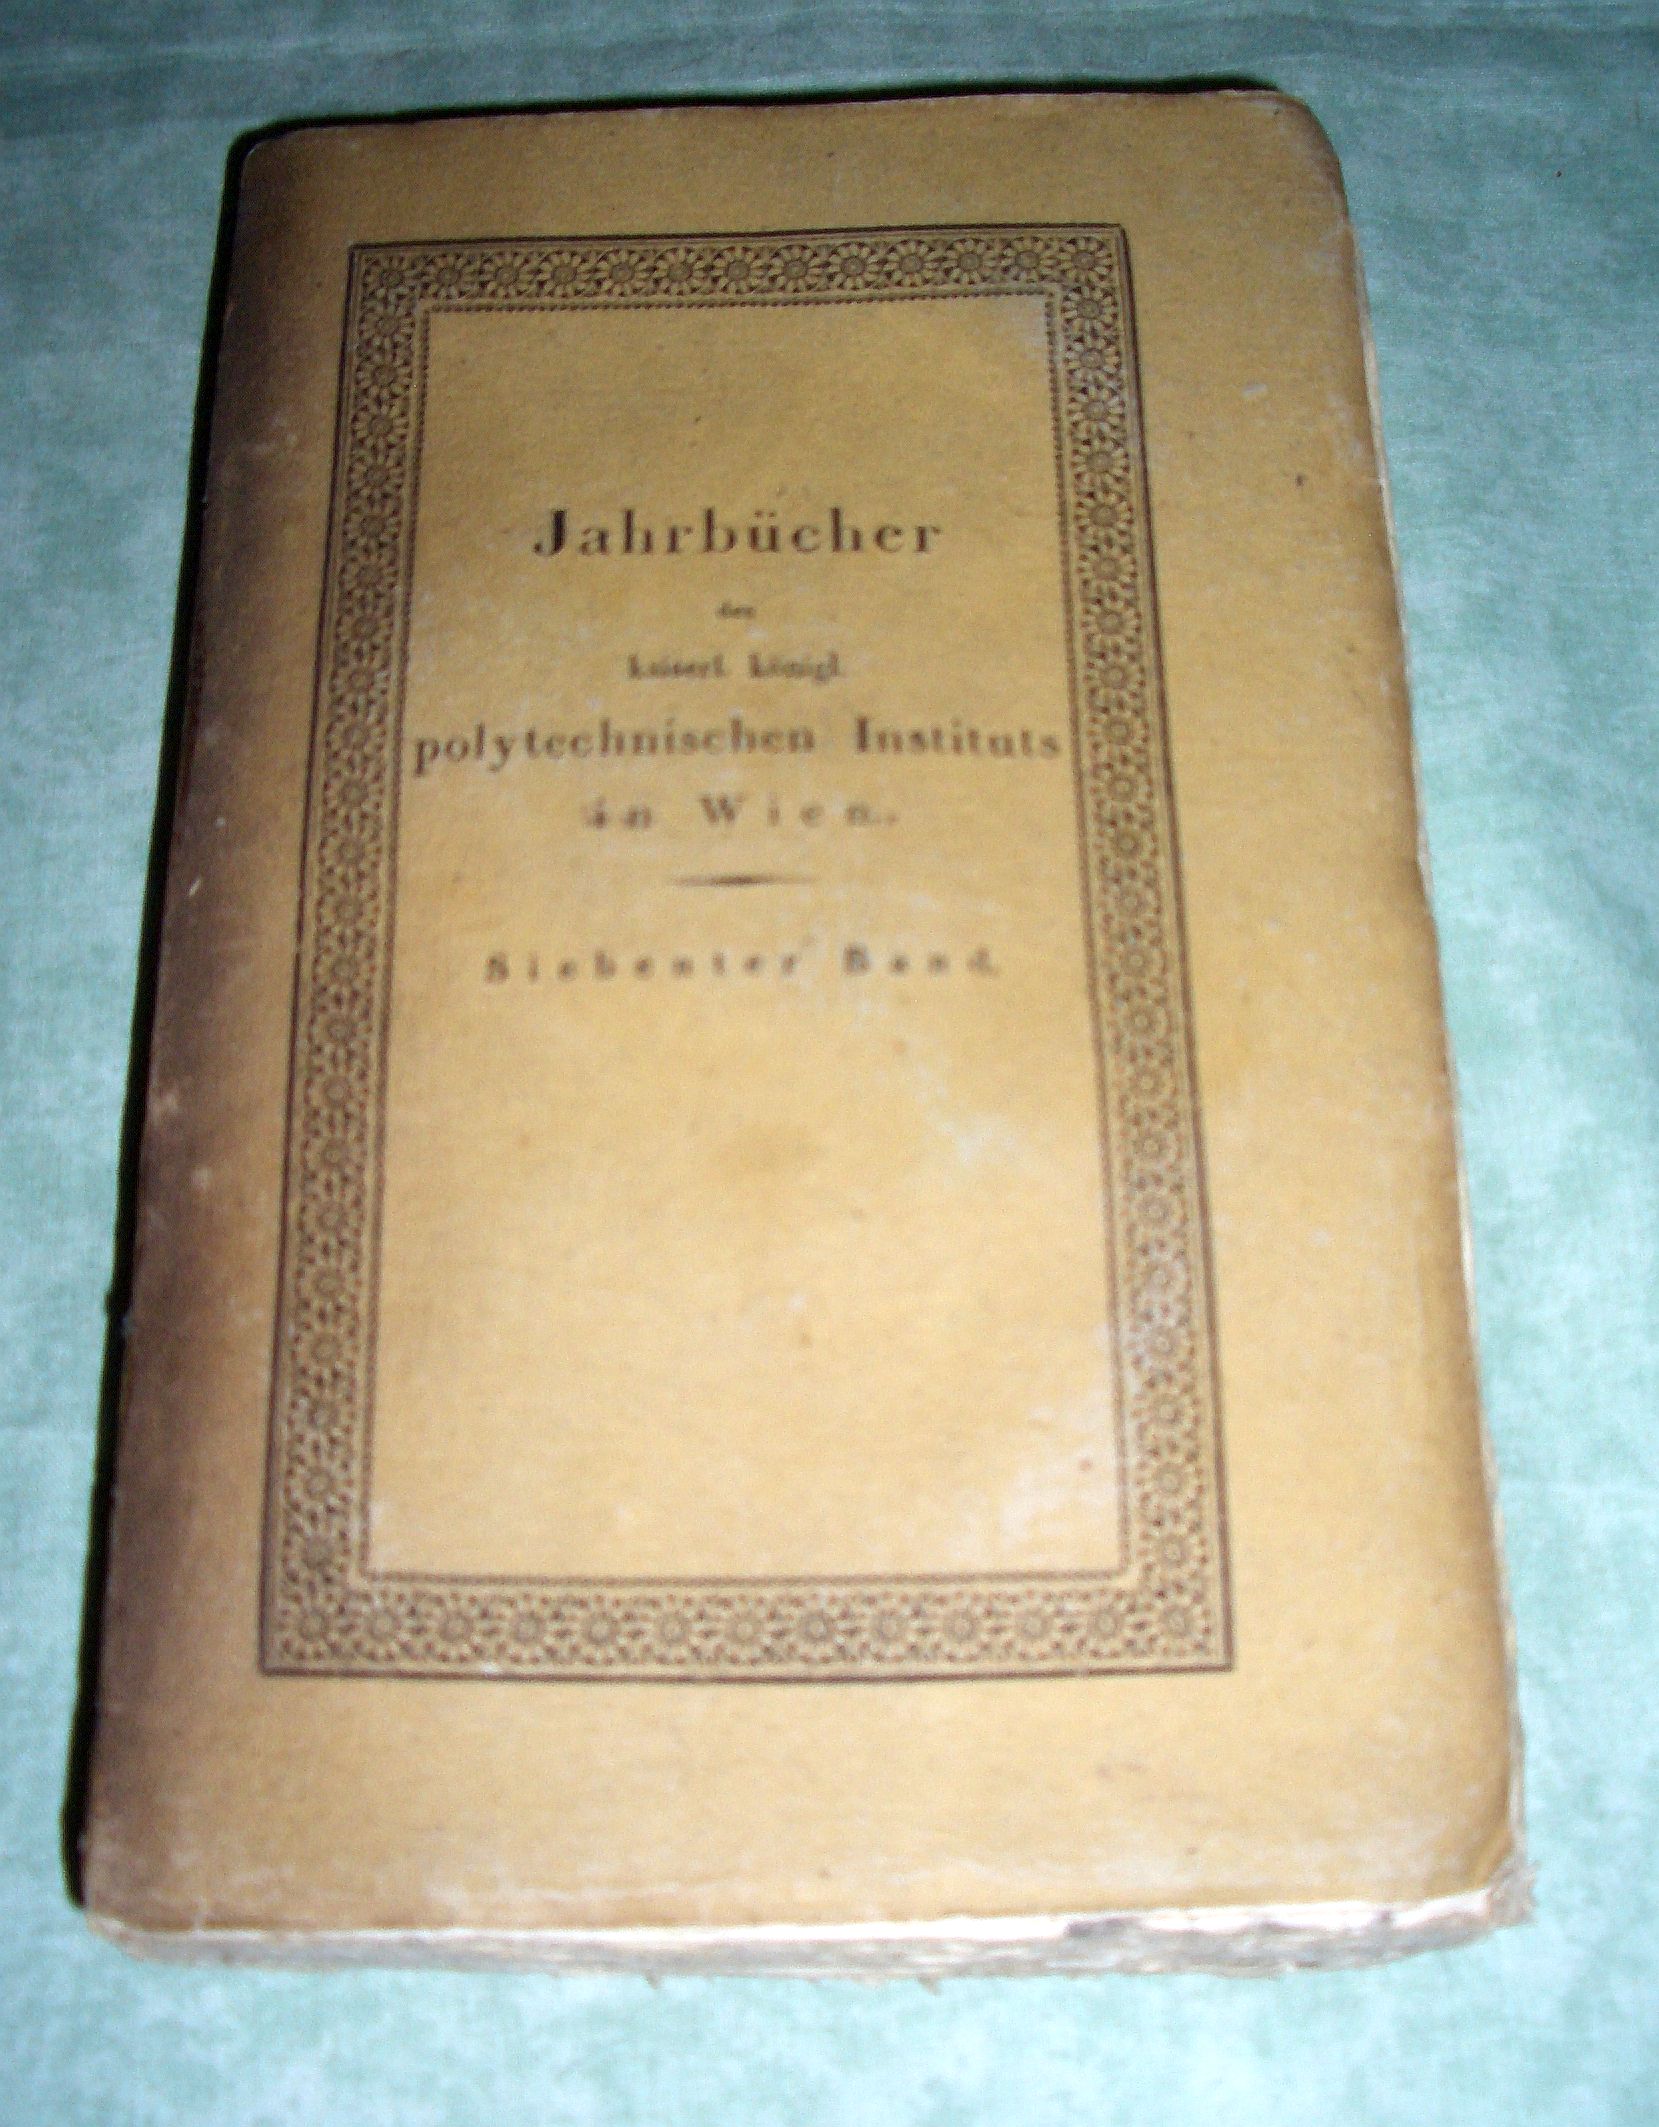 Jahrbücher
des
kaiserl. königl.
polytechnischen Instituts
in Wien.
Siebenter Band.